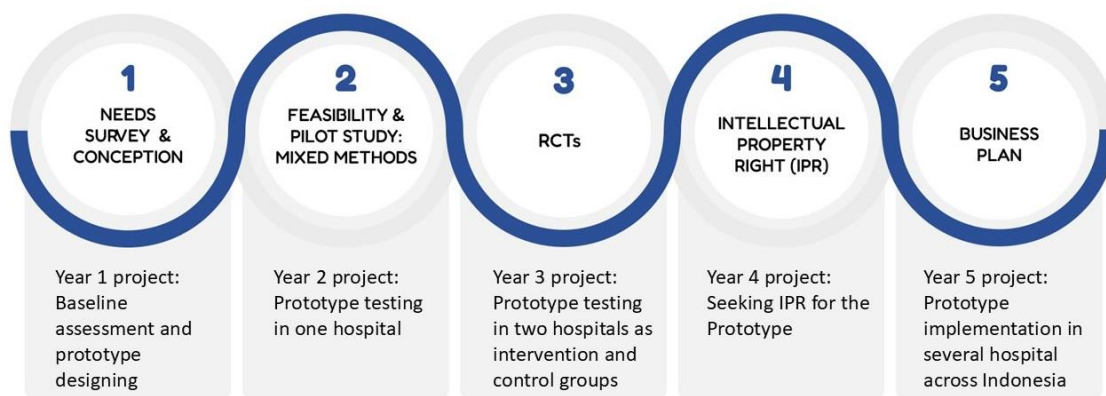 1
NEEDS
SURVEY &
CONCEPTION
2
FEASIBILITY &
PILOT STUDY:
MIXED METHODS
3
RCTs
4
INTELLECTUAL
PROPERTY
RIGHT (IPR)
5
BUSINESS
PLAN
Year 1 project:
Baseline
assessment and
prototype
designing
Year 2 project:
Prototype testing
in one hospital
Year 3 project:
Prototype testing
in two hospitals as
intervention and
control groups
Year 4 project:
Seeking IPR for the
Prototype
Year 5 project:
Prototype
implementation in
several hospital
across Indonesia